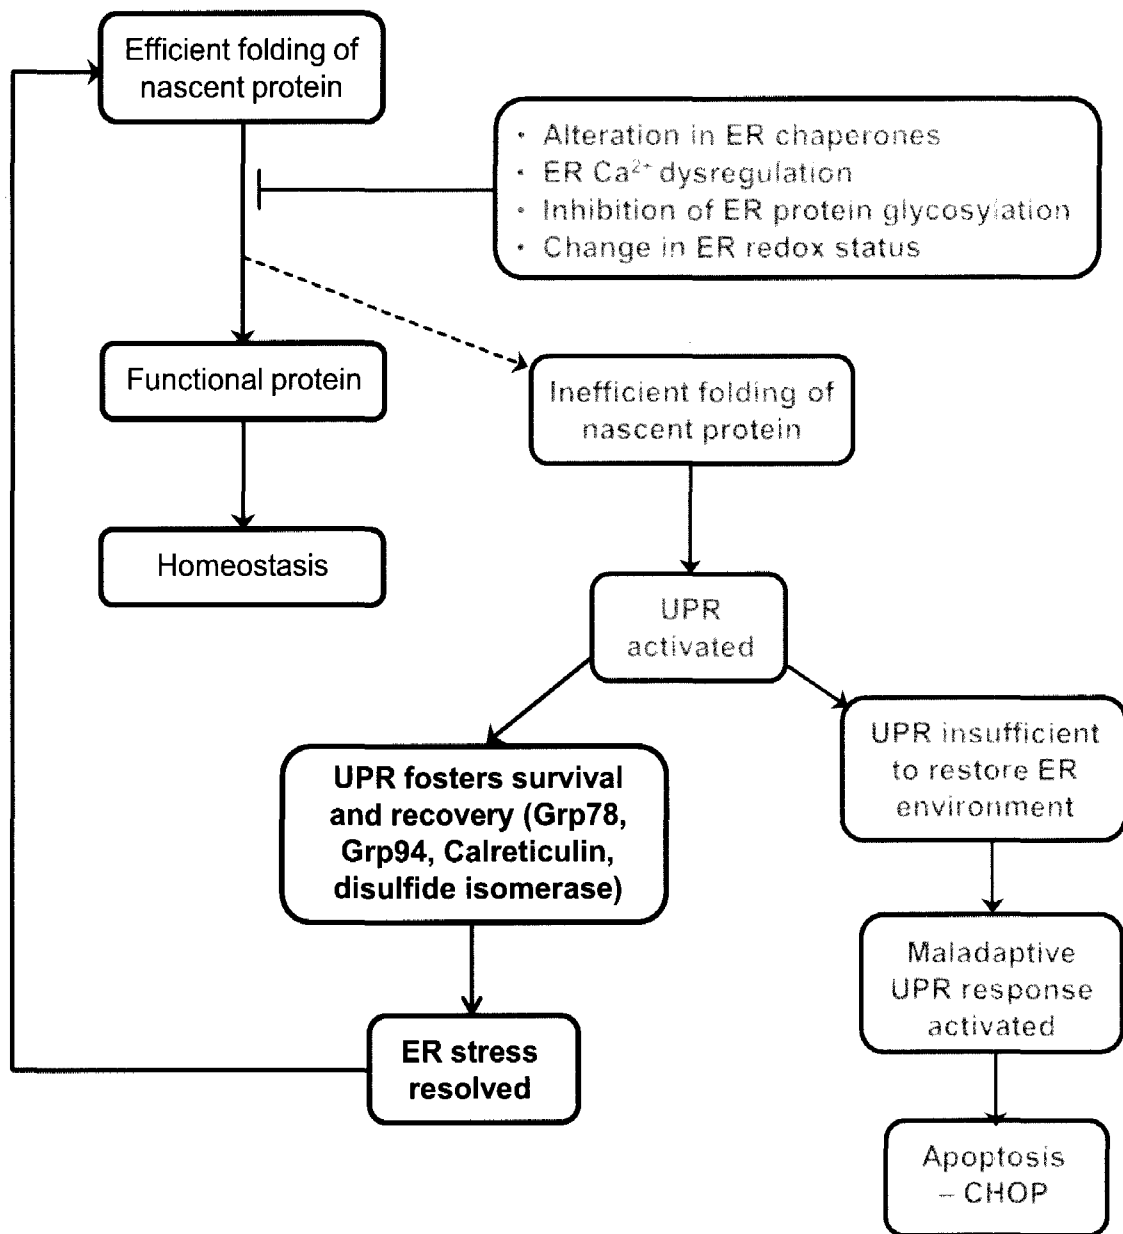 Efficient folding of
nascent protein
• Alteration in ER chaperones
• ER Ca²⁺ dysregulation
• Inhibition of ER protein glycosylation
• Change in ER redox status
Functional protein
Inefficient folding of
nascent protein
Homeostasis
UPR
activated
UPR fosters survival
and recovery (Grp78,
Grp94, Calreticulin,
disulfide isomerase)
UPR insufficient
to restore ER
environment
Maladaptive
UPR response
activated
ER stress
resolved
Apoptosis
– CHOP